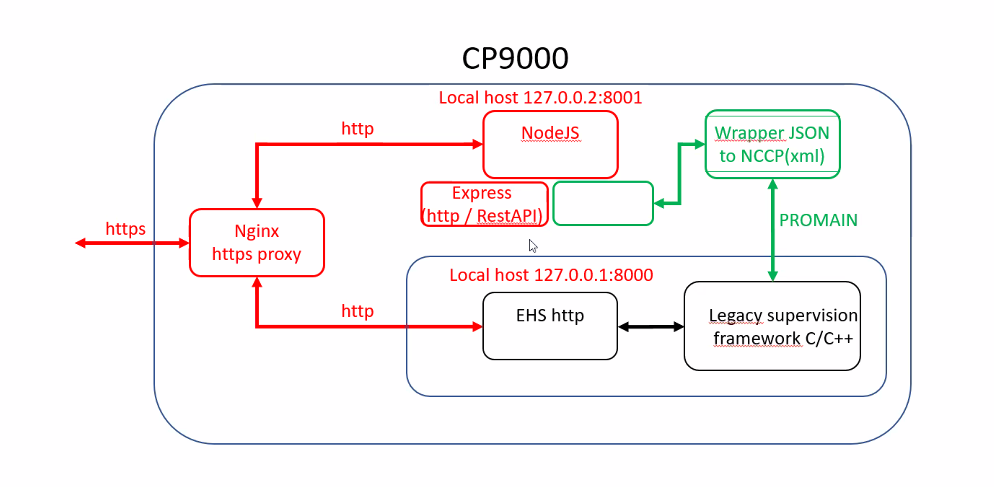 CP9000
Local host 127.0.0.2:8001
http
NodeJS
Wrapper JSON
to NCCP(xml)
Express
(http / RestAPI)
https
Nginx
https proxy
PROMAIN
Local host 127.0.0.1:8000
http
EHS http
Legacy supervision
framework C/C++